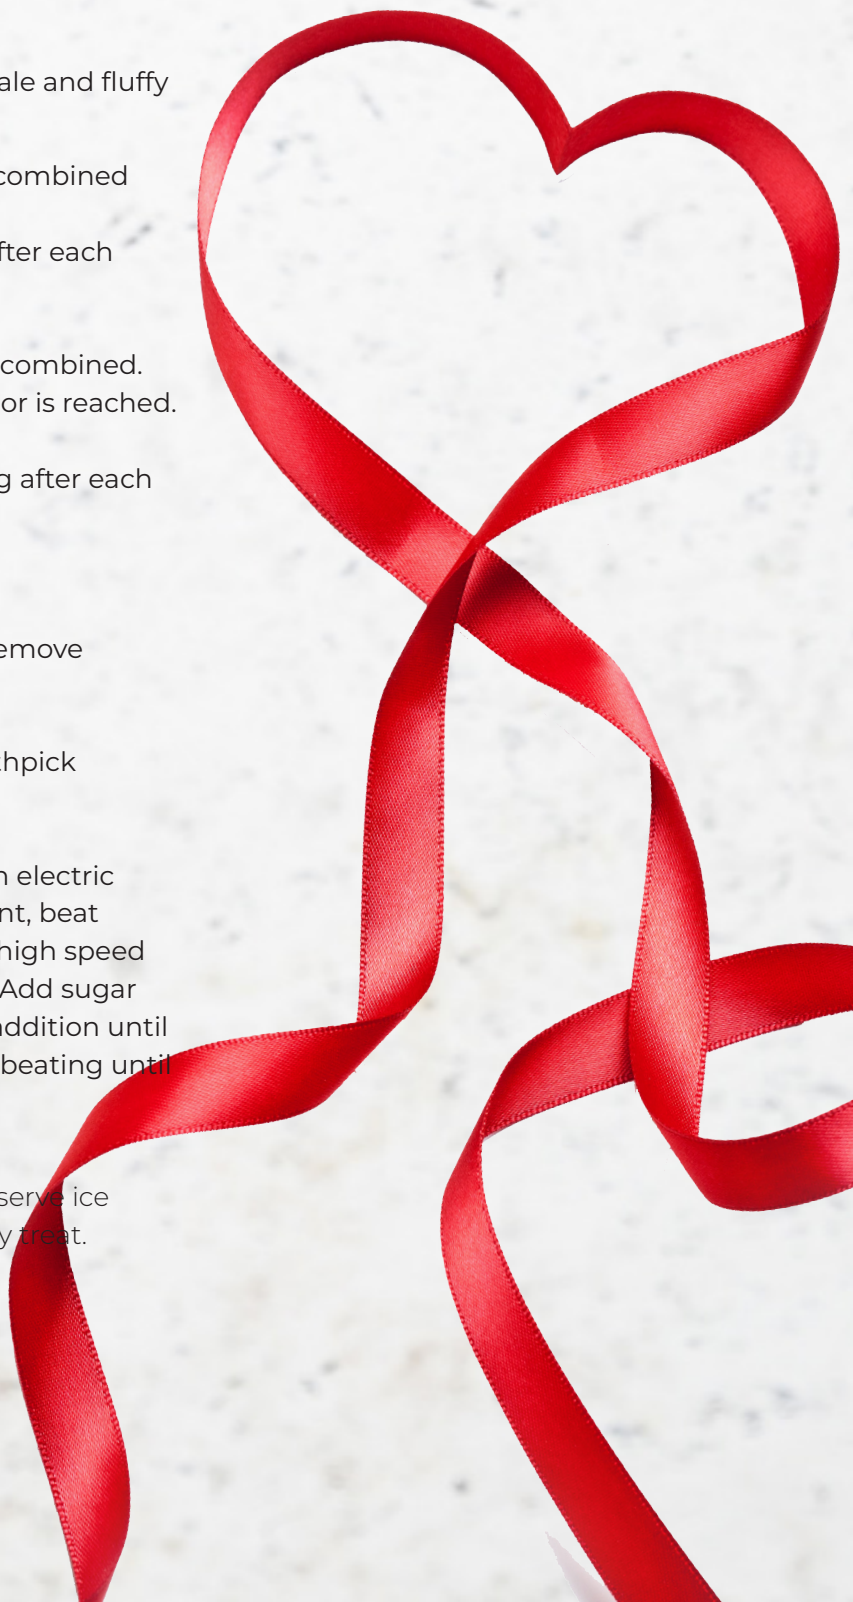 ale and fluffy
combined
fter each
combined.
or is reached.
g after each
emove
hpick
n electric
nt, beat
high speed
Add sugar
addition until
beating until
serve ice
y treat.